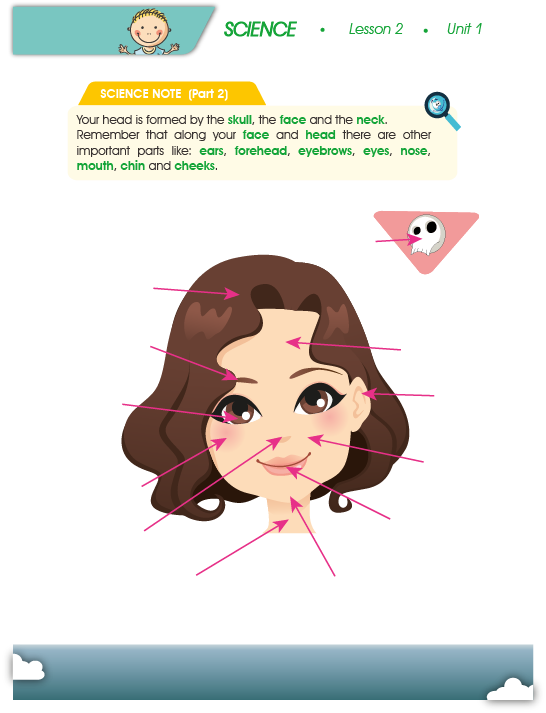 SCIENCE • Lesson 2 • Unit 1
SCIENCE NOTE (Part 2)
Your head is formed by the skull, the face and the neck.
Remember that along your face and head there are other
important parts like: ears, forehead, eyebrows, eyes, nose,
mouth, chin and cheeks.